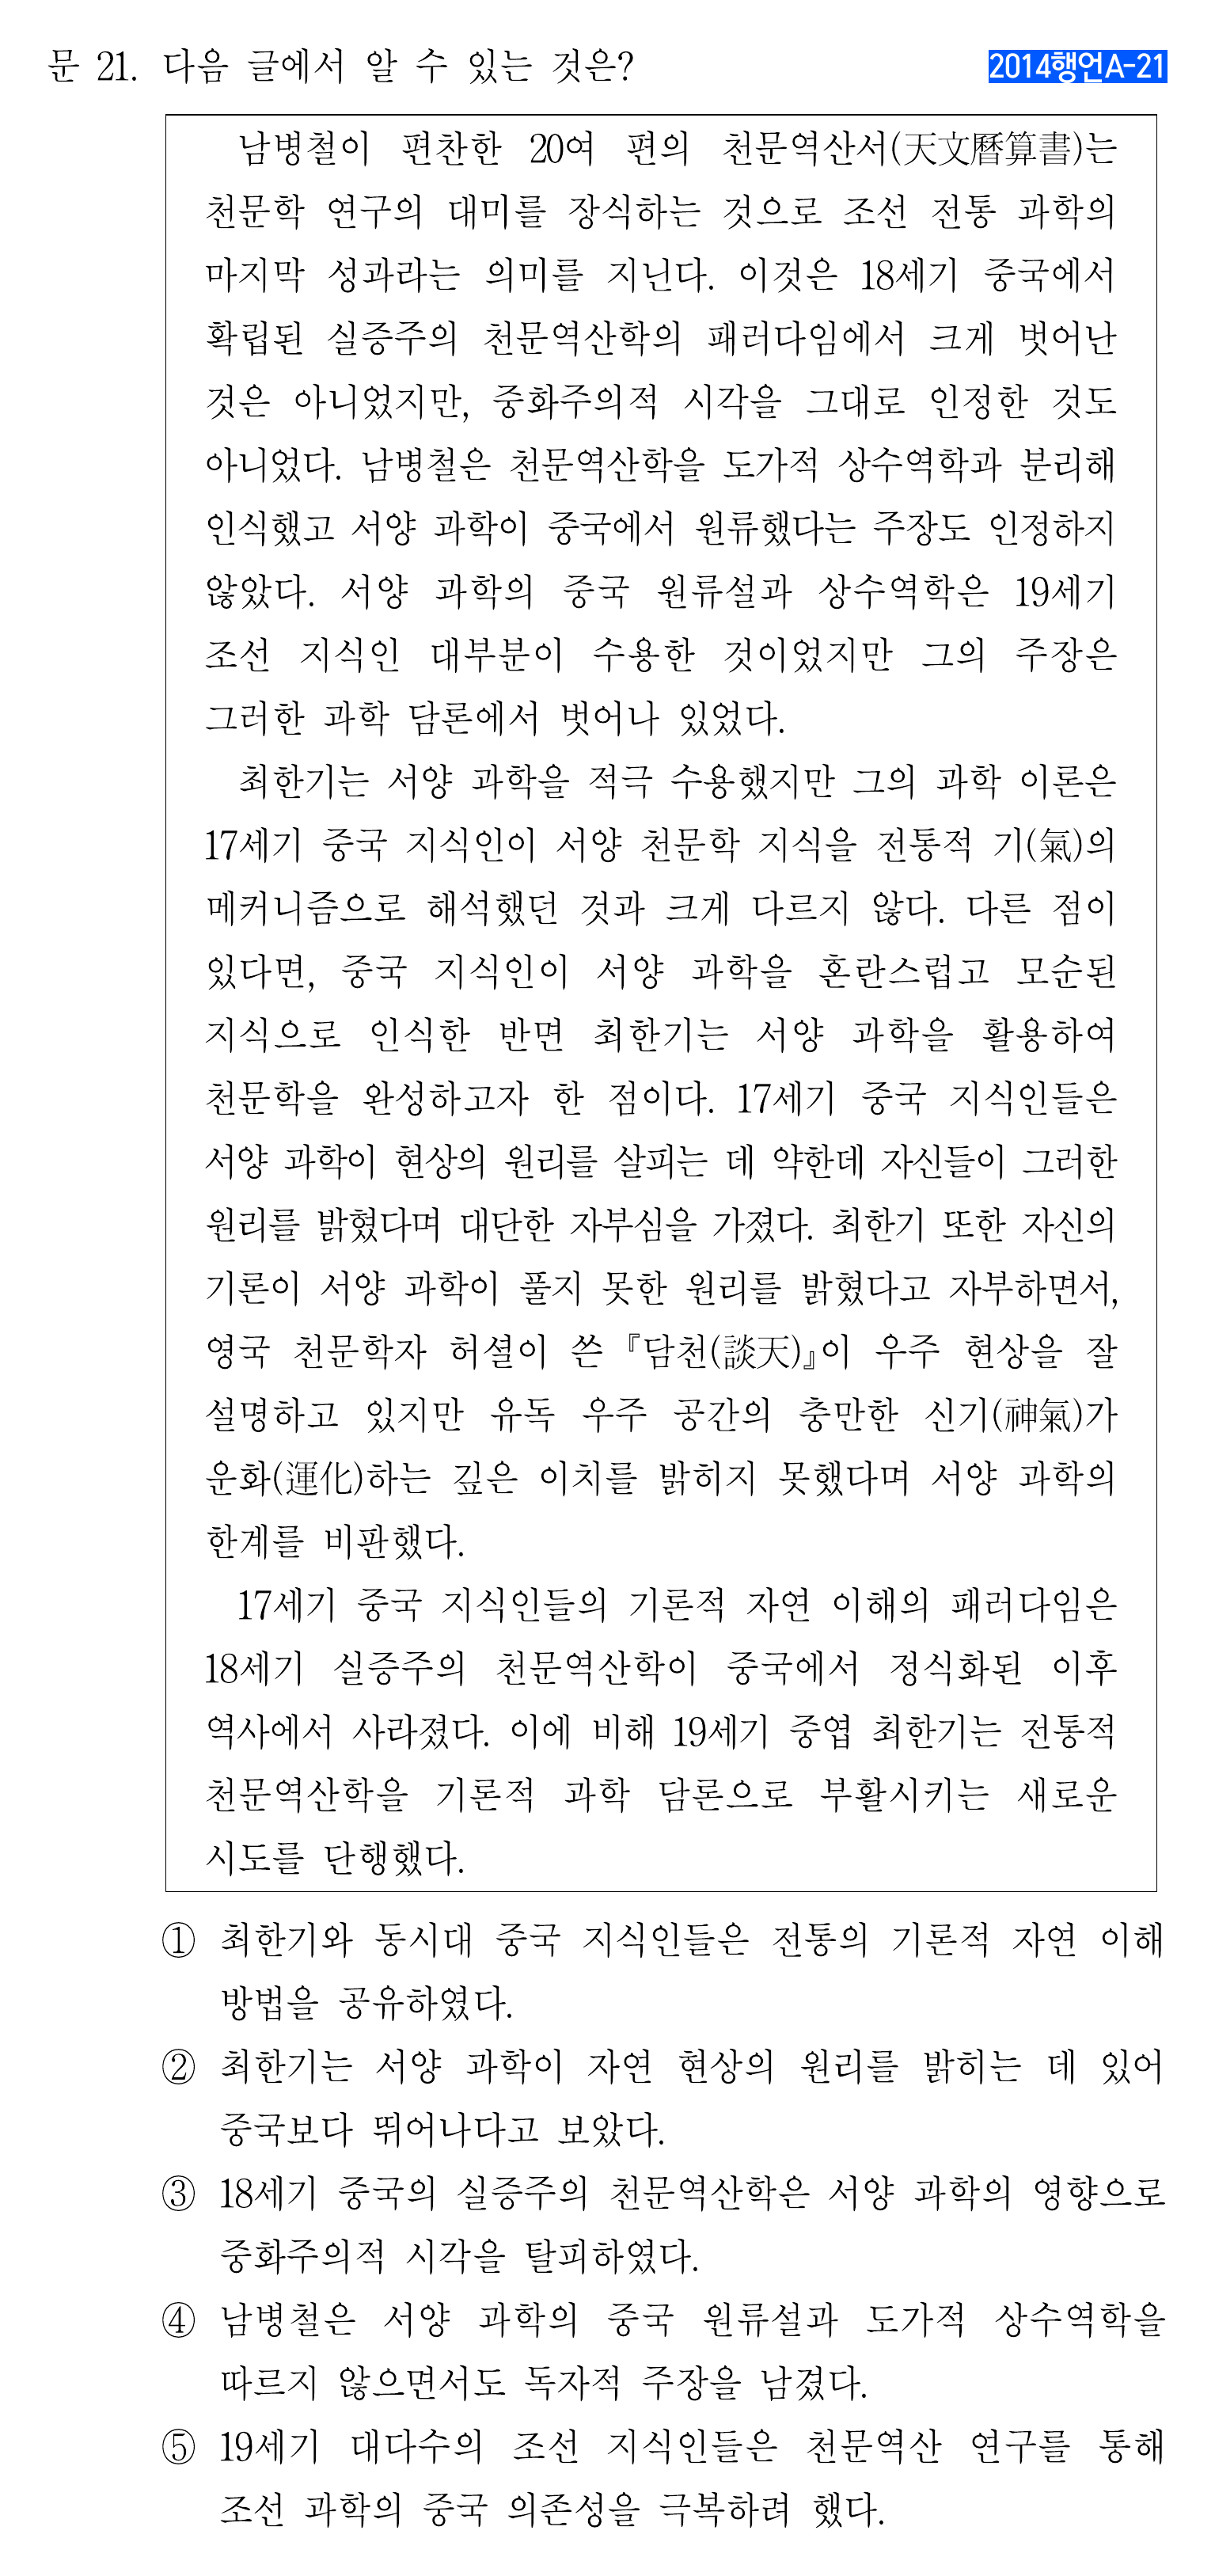 문 21. 다음 글에서 알 수 있는 것은?
2014행언A-21
남병철이 편찬한 20여 편의 천문역산서(天文曆算書)는
천문학 연구의 대미를 장식하는 것으로 조선 전통 과학의
마지막 성과라는 의미를 지닌다. 이것은 18세기 중국에서
확립된 실증주의 천문역산학의 패러다임에서 크게 벗어난
것은 아니었지만, 중화주의적 시각을 그대로 인정한 것도
아니었다. 남병철은 천문역산학을 도가적 상수역학과 분리해
인식했고 서양 과학이 중국에서 원류했다는 주장도 인정하지
않았다. 서양 과학의 중국 원류설과 상수역학은 19세기
조선 지식인 대부분이 수용한 것이었지만 그의 주장은
그러한 과학 담론에서 벗어나 있었다.
최한기는 서양 과학을 적극 수용했지만 그의 과학 이론은
17세기 중국 지식인이 서양 천문학 지식을 전통적 기(氣)의
메커니즘으로 해석했던 것과 크게 다르지 않다. 다른 점이
있다면, 중국 지식인이 서양 과학을 혼란스럽고 모순된
지식으로 인식한 반면 최한기는 서양 과학을 활용하여
천문학을 완성하고자 한 점이다. 17세기 중국 지식인들은
서양 과학이 현상의 원리를 살피는 데 약한데 자신들이 그러한
원리를 밝혔다며 대단한 자부심을 가졌다. 최한기 또한 자신의
기론이 서양 과학이 풀지 못한 원리를 밝혔다고 자부하면서,
영국 천문학자 허셜이 쓴 『담천(談天)』이 우주 현상을 잘
설명하고 있지만 유독 우주 공간의 충만한 신기(神氣)가
운화(運化)하는 깊은 이치를 밝히지 못했다며 서양 과학의
한계를 비판했다.
17세기 중국 지식인들의 기론적 자연 이해의 패러다임은
18세기 실증주의 천문역산학이 중국에서 정식화된 이후
역사에서 사라졌다. 이에 비해 19세기 중엽 최한기는 전통적
천문역산학을 기론적 과학 담론으로 부활시키는 새로운
시도를 단행했다.
① 최한기와 동시대 중국 지식인들은 전통의 기론적 자연 이해
방법을 공유하였다.
② 최한기는 서양 과학이 자연 현상의 원리를 밝히는 데 있어
중국보다 뛰어나다고 보았다.
③ 18세기 중국의 실증주의 천문역산학은 서양 과학의 영향으로
중화주의적 시각을 탈피하였다.
④ 남병철은 서양 과학의 중국 원류설과 도가적 상수역학을
따르지 않으면서도 독자적 주장을 남겼다.
⑤ 19세기 대다수의 조선 지식인들은 천문역산 연구를 통해
조선 과학의 중국 의존성을 극복하려 했다.